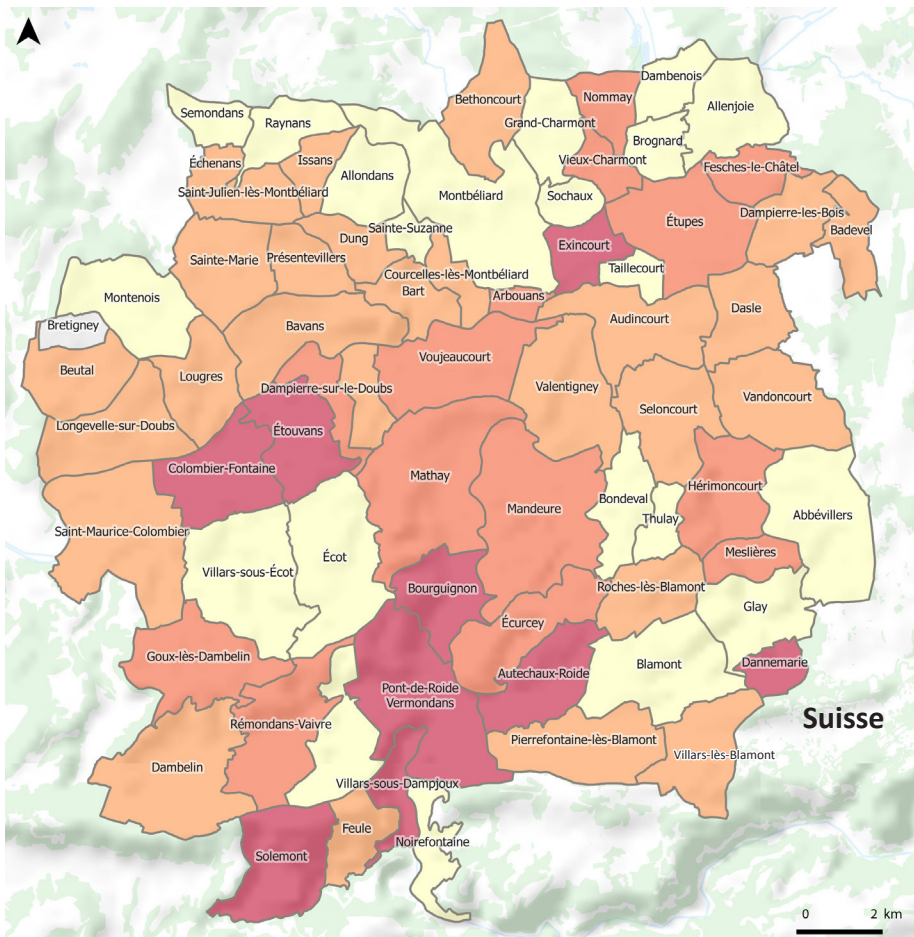 Dambenois
Bethoncourt
Nommay
Allenjoie
Semondans
Raynans
Grand-Charmont
Brognard
Échenans
Issans
Vieux-Charmont
Fesches-le-Châtel
Allondans
Saint-Julien-lès-Montbéliard
Montbéliard
Sochaux
Étupes
Dampierre-les-Bois
Sainte-Suzanne
Badevel
Dung
Exincourt
Sainte-Marie
Présentevillers
Taillecourt
Courcelles-lès-Montbéliard
Bart
Arbouans
Montenois
Dasle
Audincourt
Bretigney
Bavans
Voujeaucourt
Beutal
Lougres
Dampierre-sur-le-Doubs
Valentigney
Vandoncourt
Seloncourt
Longevelle-sur-Doubs
Étouvans
Colombier-Fontaine
Mathay
Hérimoncourt
Bondeval
Mandeure
Thulay
Abbévillers
Saint-Maurice-Colombier
Écot
Meslières
Villars-sous-Écot
Bourguignon
Roches-lès-Blamont
Glay
Écurcey
Goux-lès-Dambelin
Blamont
Dannemarie
Autechaux-Roide
Pont-de-Roide
Vermondans
Suisse
Rémondans-Vaivre
Pierrefontaine-lès-Blamont
Villars-lès-Blamont
Dambelin
Villars-sous-Dampjoux
Feule
Noirefontaine
Solemont
0 2 km